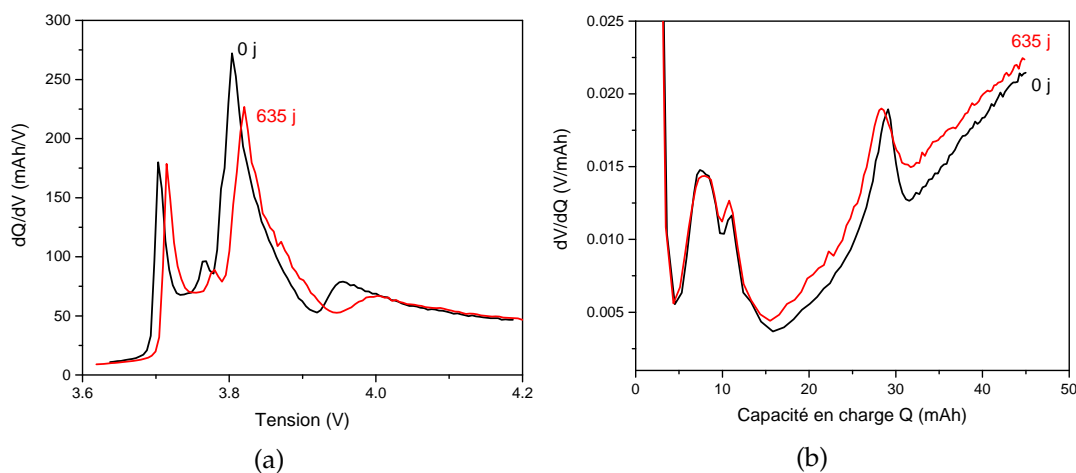 300
250
200
150
100
50
0
dQ/dV (mAh/V)
0 j
635 j
3.6 3.8 4.0 4.2
Tension (V)
(a)
0.025
0.020
0.015
0.010
0.005
dV/dQ (V/mAh)
635 j
0 j
0 10 20 30 40 50
Capacité en charge Q (mAh)
(b)